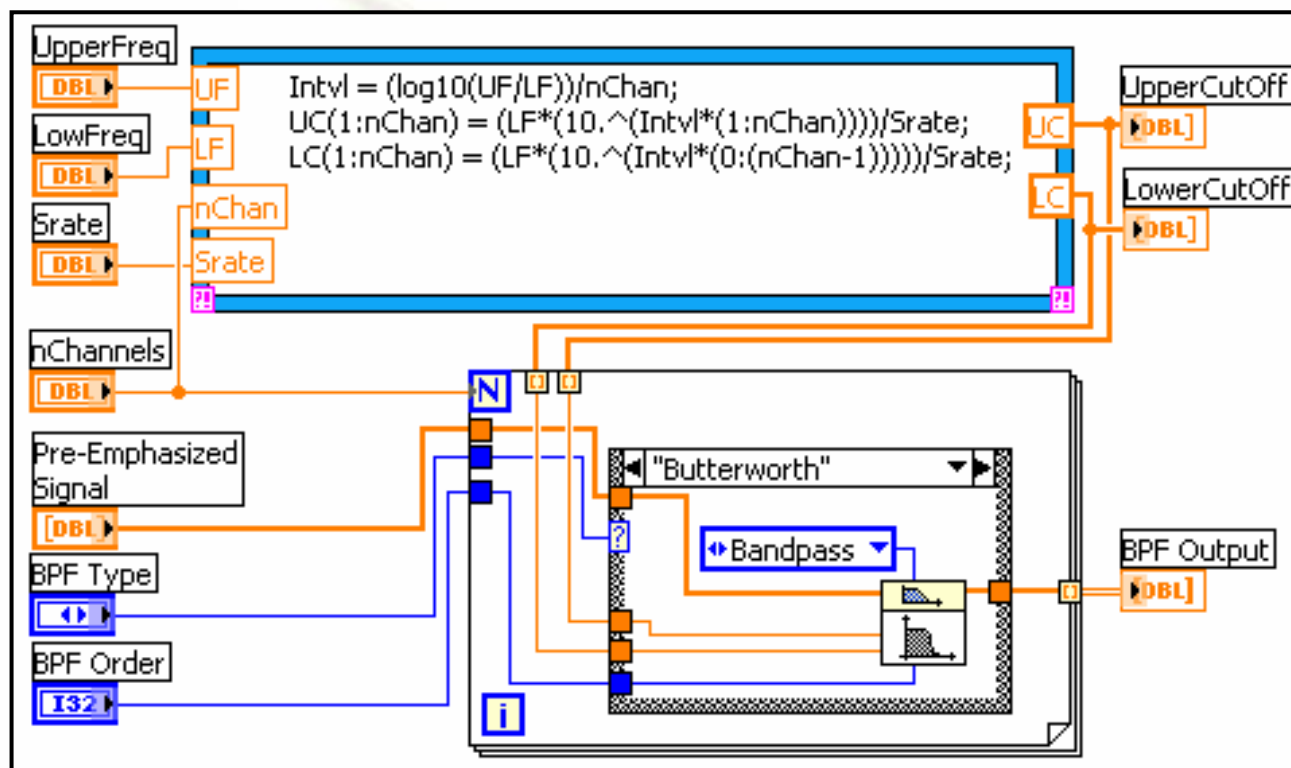 UpperFreq
DBL
LowFreq
DBL
Srate
DBL
nChannels
DBL
Pre-Emphasized
Signal
[DBL]
BPF Type
BPF Order
I32
UF
LF
nChan
Srate
Intvl = (log10(UF/LF))/nChan;
UC(1:nChan) = (LF*(10.^(Intvl*(1:nChan))))/Srate;
LC(1:nChan) = (LF*(10.^(Intvl*(0:(nChan-1)))))/Srate;
UC
LC
?!
?!
UpperCutOff
[DBL]
LowerCutOff
[DBL]
N
[]
[]
"Butterworth"
?
Bandpass
i
[]
BPF Output
[DBL]